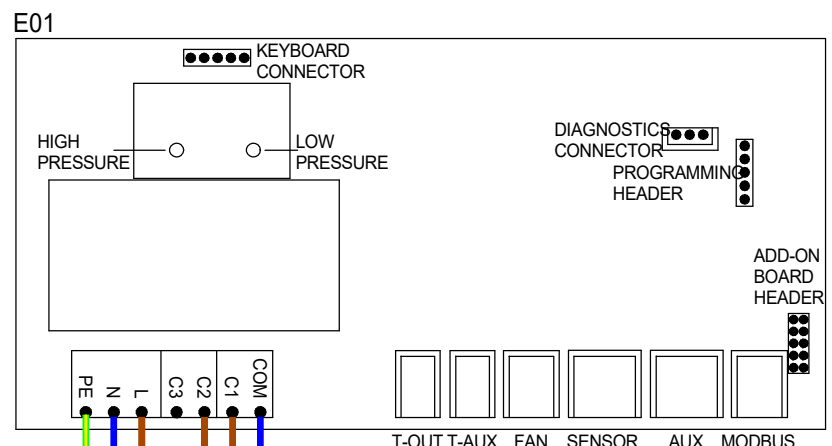 E01
KEYBOARD
CONNECTOR
HIGH
PRESSURE
LOW
PRESSURE
DIAGNOSTICS
CONNECTOR
PROGRAMMING
HEADER
ADD-ON
BOARD
HEADER
PE
N
L
C3
C2
C1
COM
T-OUT T-AUX FAN SENSOR AUX MODBUS